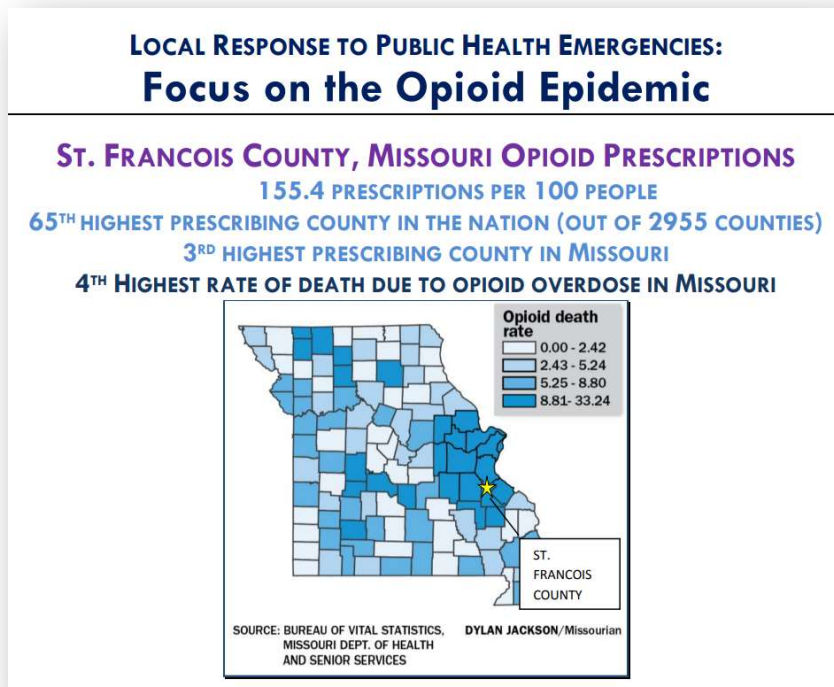 LOCAL RESPONSE TO PUBLIC HEALTH EMERGENCIES:
Focus on the Opioid Epidemic
ST. FRANCOIS COUNTY, MISSOURI OPIOID PRESCRIPTIONS
155.4 PRESCRIPTIONS PER 100 PEOPLE
65TH HIGHEST PRESCRIBING COUNTY IN THE NATION (OUT OF 2955 COUNTIES)
3RD HIGHEST PRESCRIBING COUNTY IN MISSOURI
4TH HIGHEST RATE OF DEATH DUE TO OPIOID OVERDOSE IN MISSOURI
Opioid death
rate
0.00 - 2.42
2.43 - 5.24
5.25 - 8.80
8.81- 33.24
ST.
FRANCOIS
COUNTY
SOURCE: BUREAU OF VITAL STATISTICS,
MISSOURI DEPT. OF HEALTH
AND SENIOR SERVICES
DYLAN JACKSON/Missourian